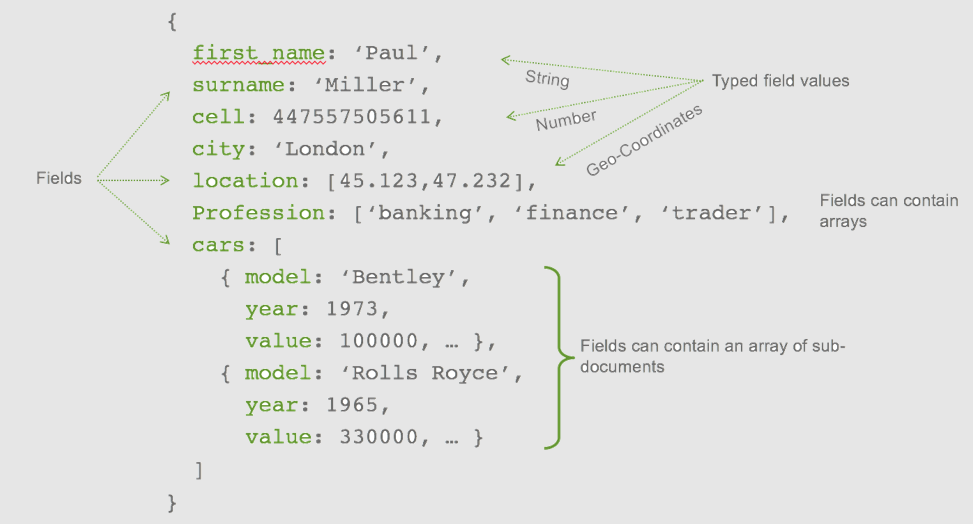 {
first_name: ‘Paul’,
surname: ‘Miller’,
cell: 447557505611,
city: ‘London’,
location: [45.123,47.232],
Profession: [‘banking’, ‘finance’, ‘trader’],
cars: [
{ model: ‘Bentley’,
year: 1973,
value: 100000, … },
{ model: ‘Rolls Royce’,
year: 1965,
value: 330000, … }
]
}
Fields
String
Number
Geo-Coordinates
Typed field values
Fields can contain
arrays
Fields can contain an array of sub-
documents